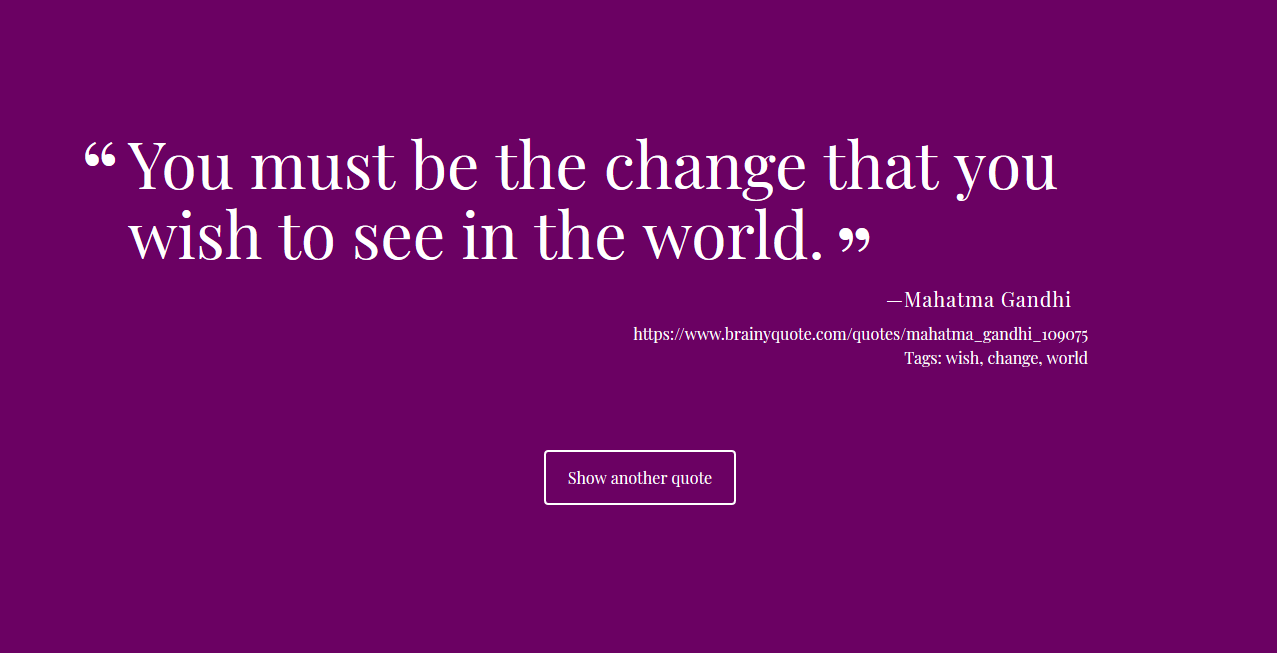 “ You must be the change that you
wish to see in the world. ”
—Mahatma Gandhi
https://www.brainyquote.com/quotes/mahatma_gandhi_109075
Tags: wish, change, world
Show another quote